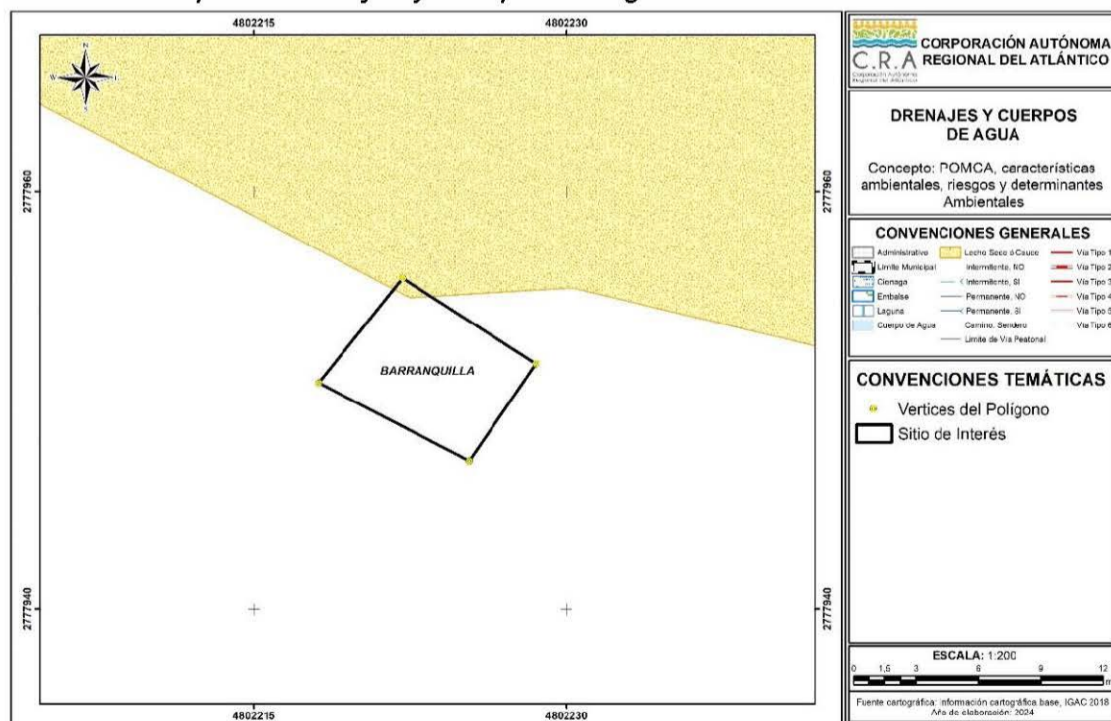 4802215 4802230
N
S
2777960 2777960
BARRANQUILLA
2777940 2777940
4802215 4802230
C.R.A
CORPORACIÓN AUTÓNOMA
REGIONAL DEL ATLÁNTICO
DRENAJES Y CUERPOS
DE AGUA
Concepto: POMCA, características
ambientales, riesgos y determinantes
Ambientales
CONVENCIONES GENERALES
Administrativo
Limite Municipal
Cienaga
Embalse
Laguna
Cuerpo de Agua
Lecho Seco ó Cauce
Intermitente, NO
Intermitente, SI
Permanente, NO
Permanente, SI
Camino, Sendero
Limite de Via Peatonal
Via Tipo 1
Via Tipo 2
Via Tipo 3
Via Tipo 4
Via Tipo 5
Via Tipo 6
CONVENCIONES TEMÁTICAS
Vertices del Polígono
Sitio de Interés
ESCALA: 1:200
0 1,5 3 6 9 12
m
Fuente cartográfica: información cartográfica base, IGAC 2018
Año de elaboración: 2024